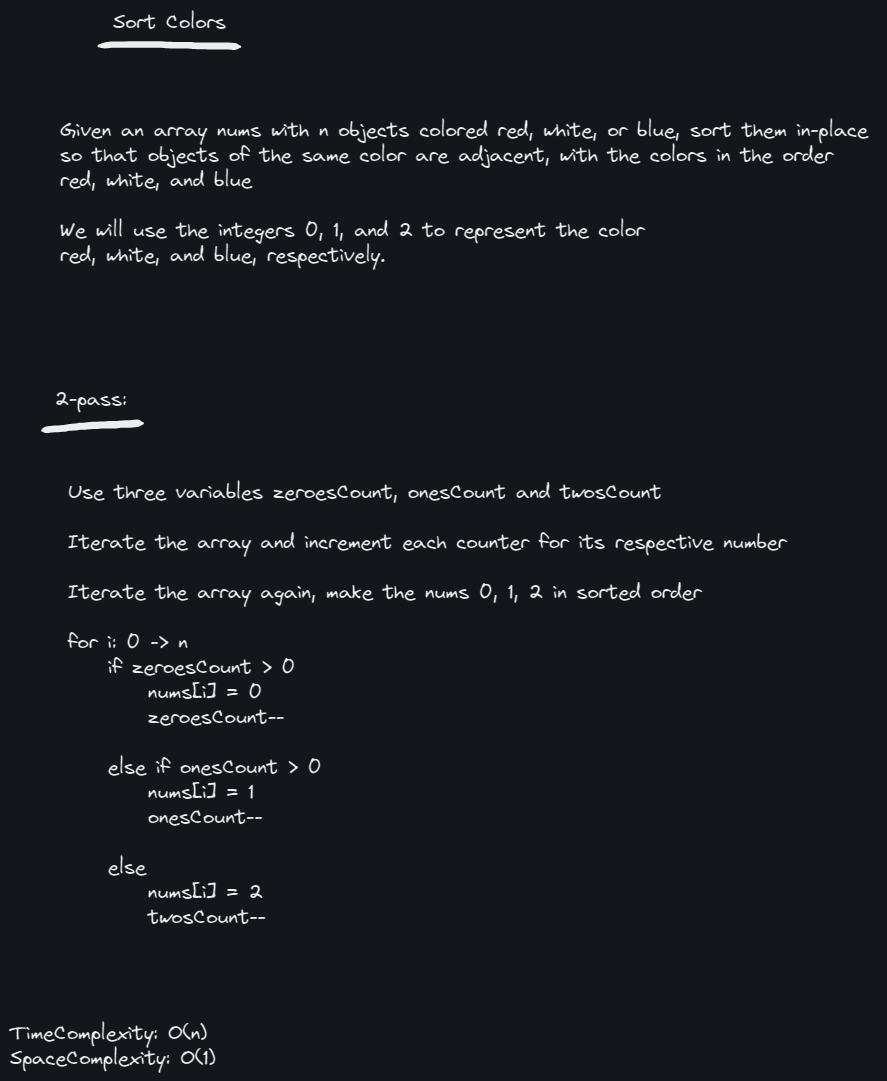 Sort Colors
Given an array nums with n objects colored red, white, or blue, sort them in-place
so that objects of the same color are adjacent, with the colors in the order
red, white, and blue
We will use the integers 0, 1, and 2 to represent the color
red, white, and blue, respectively.
2-pass:
Use three variables zeroesCount, onesCount and twosCount
Iterate the array and increment each counter for its respective number
Iterate the array again, make the nums 0, 1, 2 in sorted order
for i: 0 -> n
if zeroesCount > 0
nums[i] = 0
zeroesCount--
else if onesCount > 0
nums[i] = 1
onesCount--
else
nums[i] = 2
twosCount--
TimeComplexity: O(n)
SpaceComplexity: O(1)